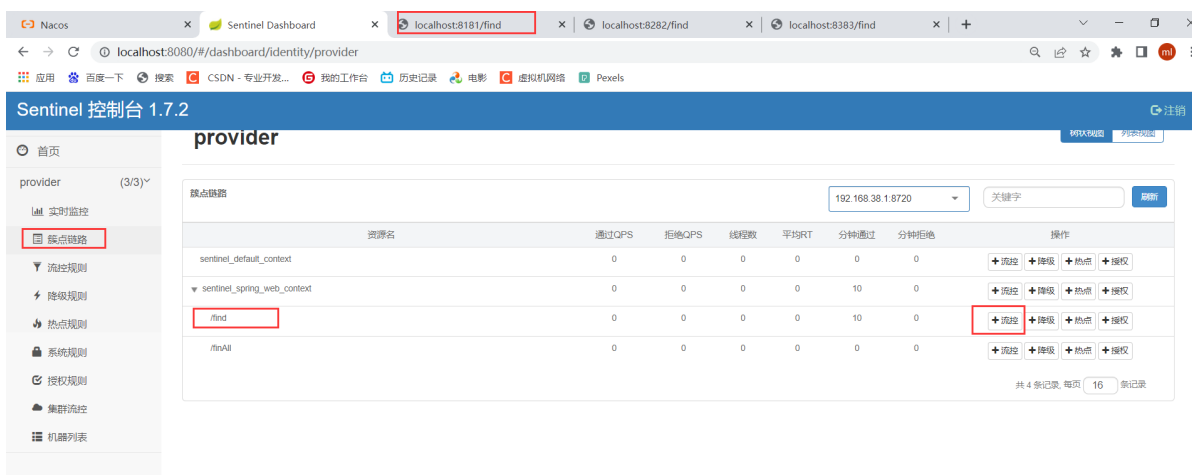 Nacos
Sentinel Dashboard
localhost:8181/find
localhost:8282/find
localhost:8383/find
localhost:8080/#/dashboard/identity/provider
ml
应用 百度一下 搜索 CSDN - 专业开发... 我的工作台 历史记录 电影 虚拟机网络 Pexels
Sentinel 控制台 1.7.2
注销
首页
provider (3/3)
实时监控
簇点链路
流控规则
降级规则
热点规则
系统规则
授权规则
集群流控
机器列表
provider
树状视图 列表视图
簇点链路 192.168.38.1:8720 关键字 刷新
资源名 通过QPS 拒绝QPS 线程数 平均RT 分钟通过 分钟拒绝 操作
sentinel_default_context 0 0 0 0 0 0 +流控 +降级 +热点 +授权
sentinel_spring_web_context 0 0 0 0 10 0 +流控 +降级 +热点 +授权
/find 0 0 0 0 10 0 +流控 +降级 +热点 +授权
/finAll 0 0 0 0 0 0 +流控 +降级 +热点 +授权
共 4 条记录, 每页 16 条记录